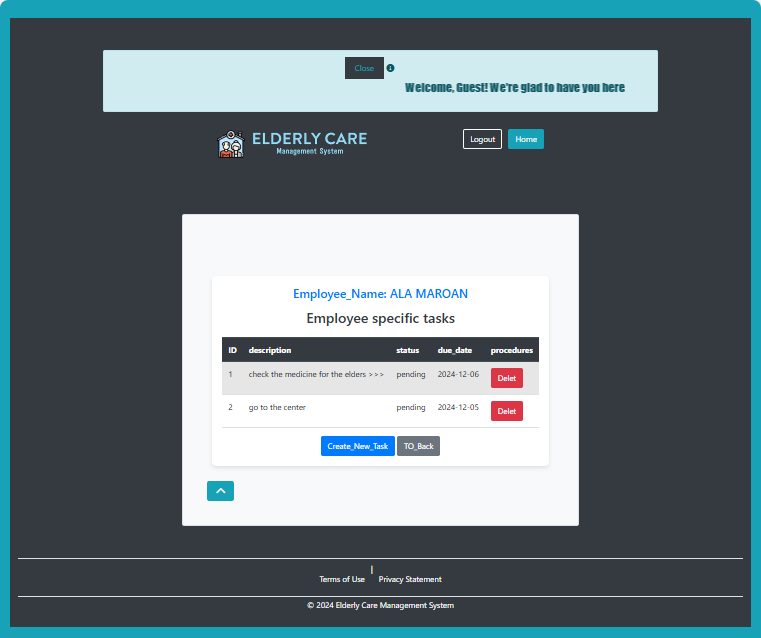 Close
Welcome, Guest! We're glad to have you here
ELDERLY CARE
Management System
Logout Home
Employee_Name: ALA MAROAN
Employee specific tasks
ID description status due_date procedures
1 check the medicine for the elders >>> pending 2024-12-06 Delet
2 go to the center pending 2024-12-05 Delet
Create_New_Task TO_Back
Terms of Use | Privacy Statement
© 2024 Elderly Care Management System